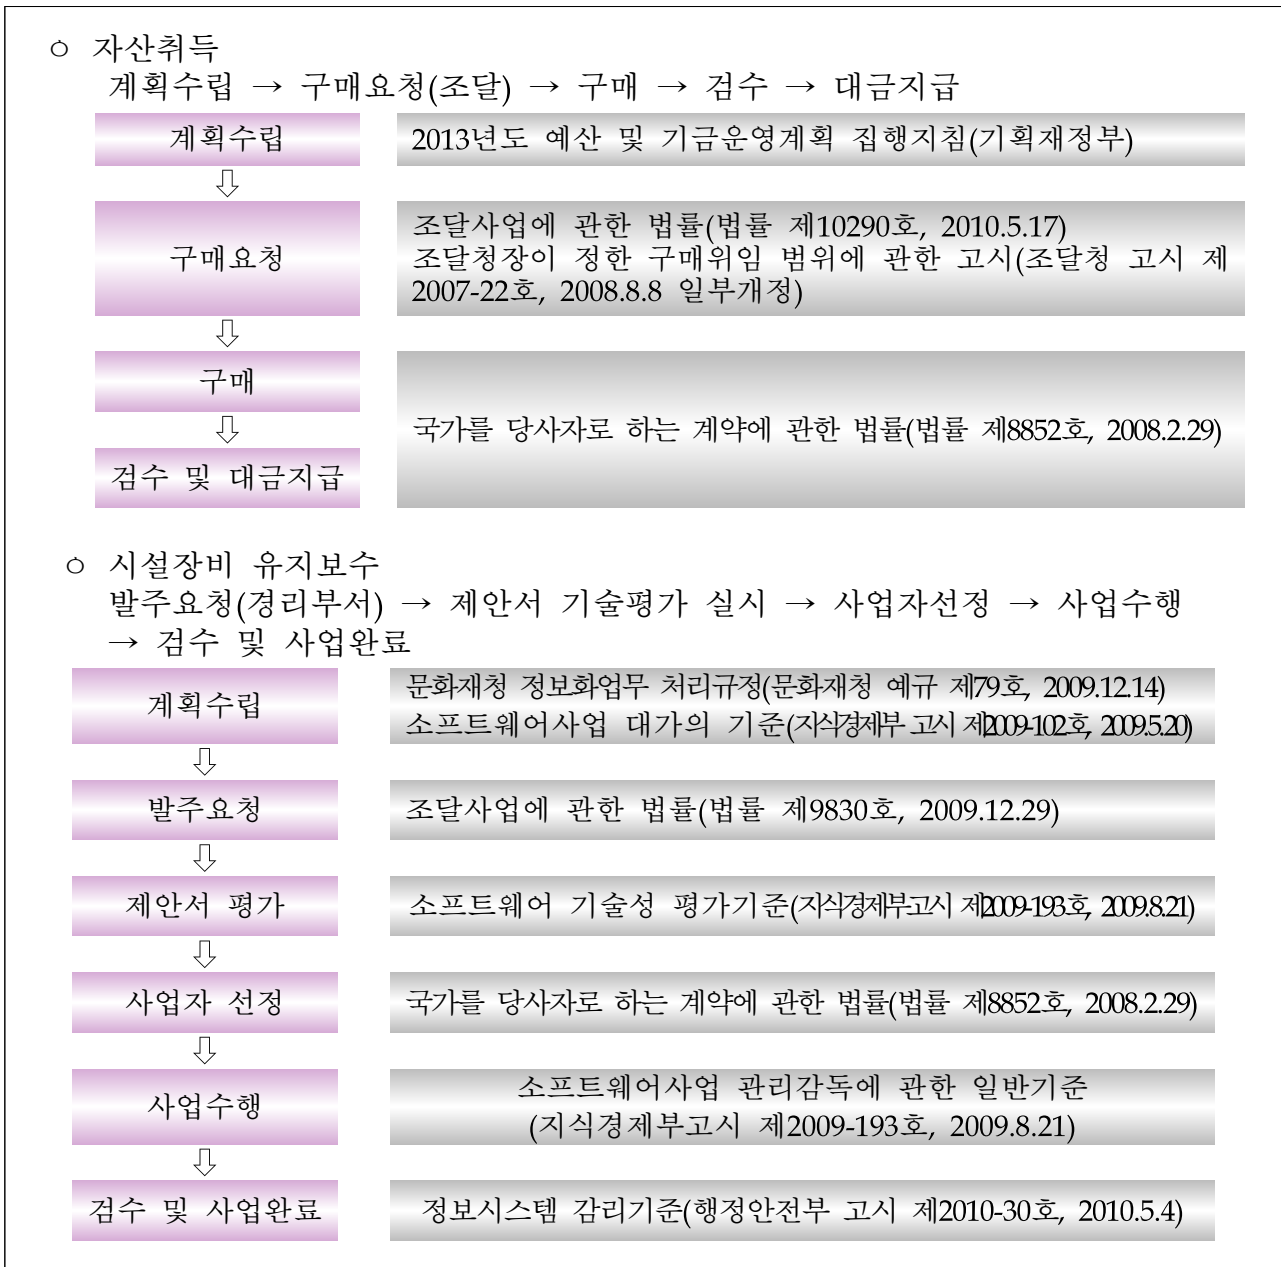 ㅇ 자산취득
계획수립 → 구매요청(조달) → 구매 → 검수 → 대금지급
계획수립
2013년도 예산 및 기금운영계획 집행지침(기획재정부)
⇩
구매요청
조달사업에 관한 법률(법률 제10290호, 2010.5.17)
조달청장이 정한 구매위임 범위에 관한 고시(조달청 고시 제
2007-22호, 2008.8.8 일부개정)
⇩
구매
⇩
국가를 당사자로 하는 계약에 관한 법률(법률 제8852호, 2008.2.29)
검수 및 대금지급
ㅇ 시설장비 유지보수
발주요청(경리부서) → 제안서 기술평가 실시 → 사업자선정 → 사업수행
→ 검수 및 사업완료
계획수립
문화재청 정보화업무 처리규정(문화재청 예규 제79호, 2009.12.14)
소프트웨어사업 대가의 기준(지식경제부 고시 제2009-102호, 2009.5.20)
⇩
발주요청
조달사업에 관한 법률(법률 제9830호, 2009.12.29)
⇩
제안서 평가
소프트웨어 기술성 평가기준(지식경제부고시 제2009-193호, 2009.8.21)
⇩
사업자 선정
국가를 당사자로 하는 계약에 관한 법률(법률 제8852호, 2008.2.29)
⇩
사업수행
소프트웨어사업 관리감독에 관한 일반기준
(지식경제부고시 제2009-193호, 2009.8.21)
⇩
검수 및 사업완료
정보시스템 감리기준(행정안전부 고시 제2010-30호, 2010.5.4)